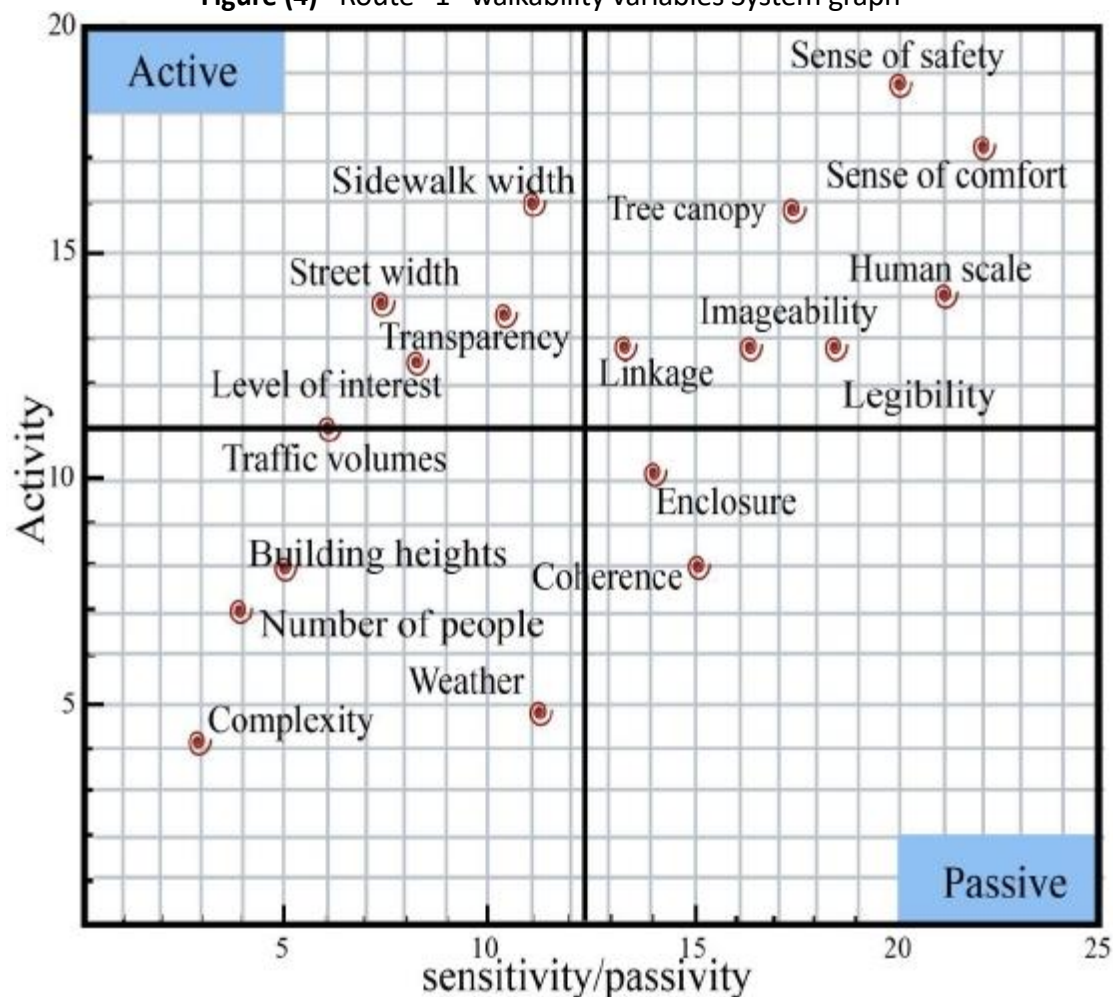 Figure (4) Route "1" walkability variables System graph
20
Active
Sense of safety
Sidewalk width
Sense of comfort
Tree canopy
15
Street width
Human scale
Imageability
Transparency
Linkage
Level of interest
Legibility
Traffic volumes
10
Enclosure
Activity
Building heights
Coherence
Number of people
Weather
5
Complexity
Passive
5
10
15
20
25
sensitivity/passivity